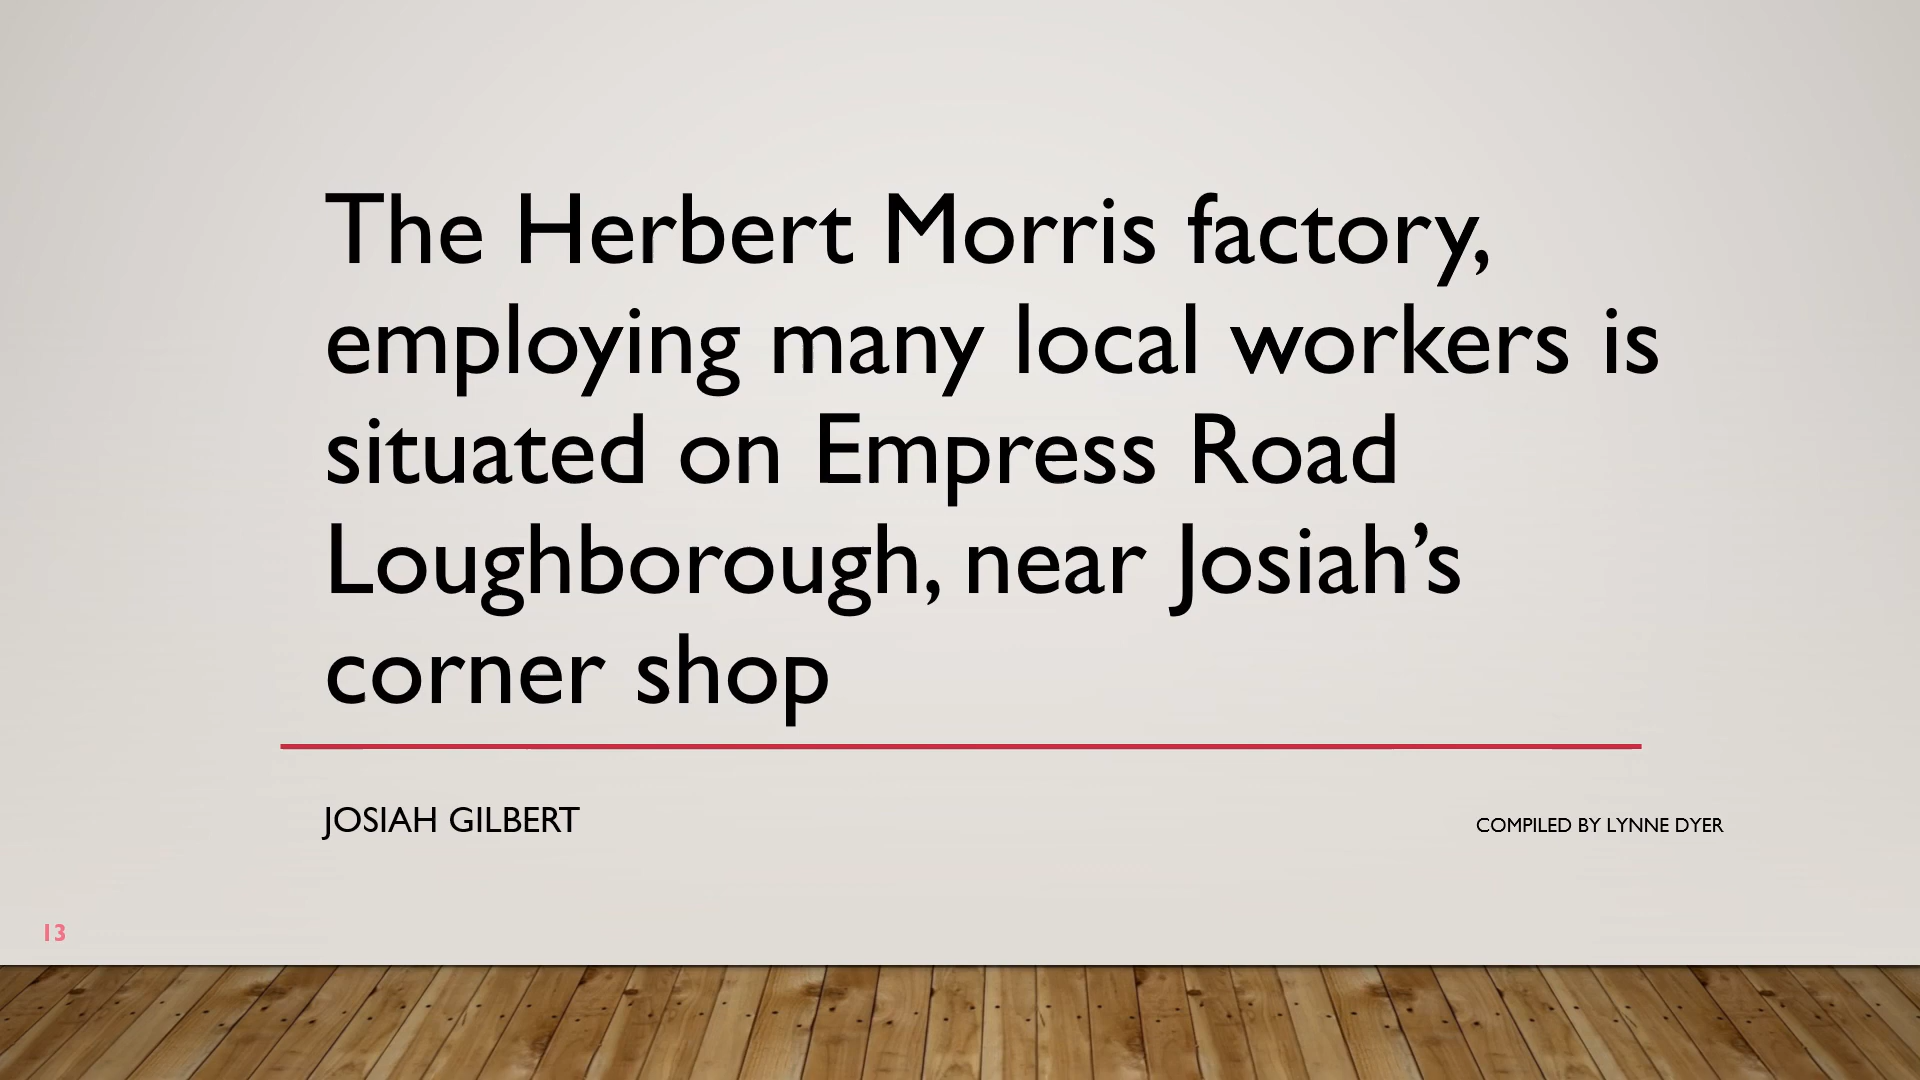 The Herbert Morris factory,
employing many local workers is
situated on Empress Road
Loughborough, near Josiah’s
corner shop
JOSIAH GILBERT
COMPILED BY LYNNE DYER
13